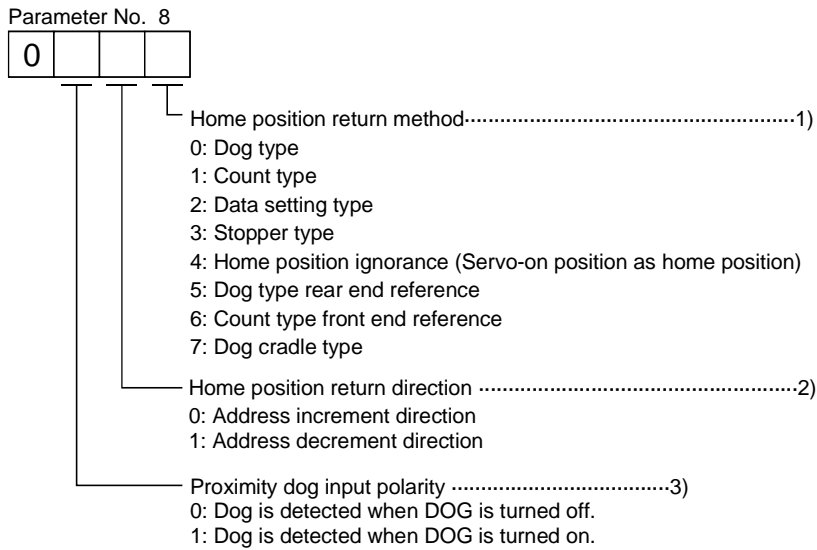 Parameter No. 8
0
Home position return method·······················································1)
0: Dog type
1: Count type
2: Data setting type
3: Stopper type
4: Home position ignorance (Servo-on position as home position)
5: Dog type rear end reference
6: Count type front end reference
7: Dog cradle type
Home position return direction ·····················································2)
0: Address increment direction
1: Address decrement direction
Proximity dog input polarity ····································3)
0: Dog is detected when DOG is turned off.
1: Dog is detected when DOG is turned on.